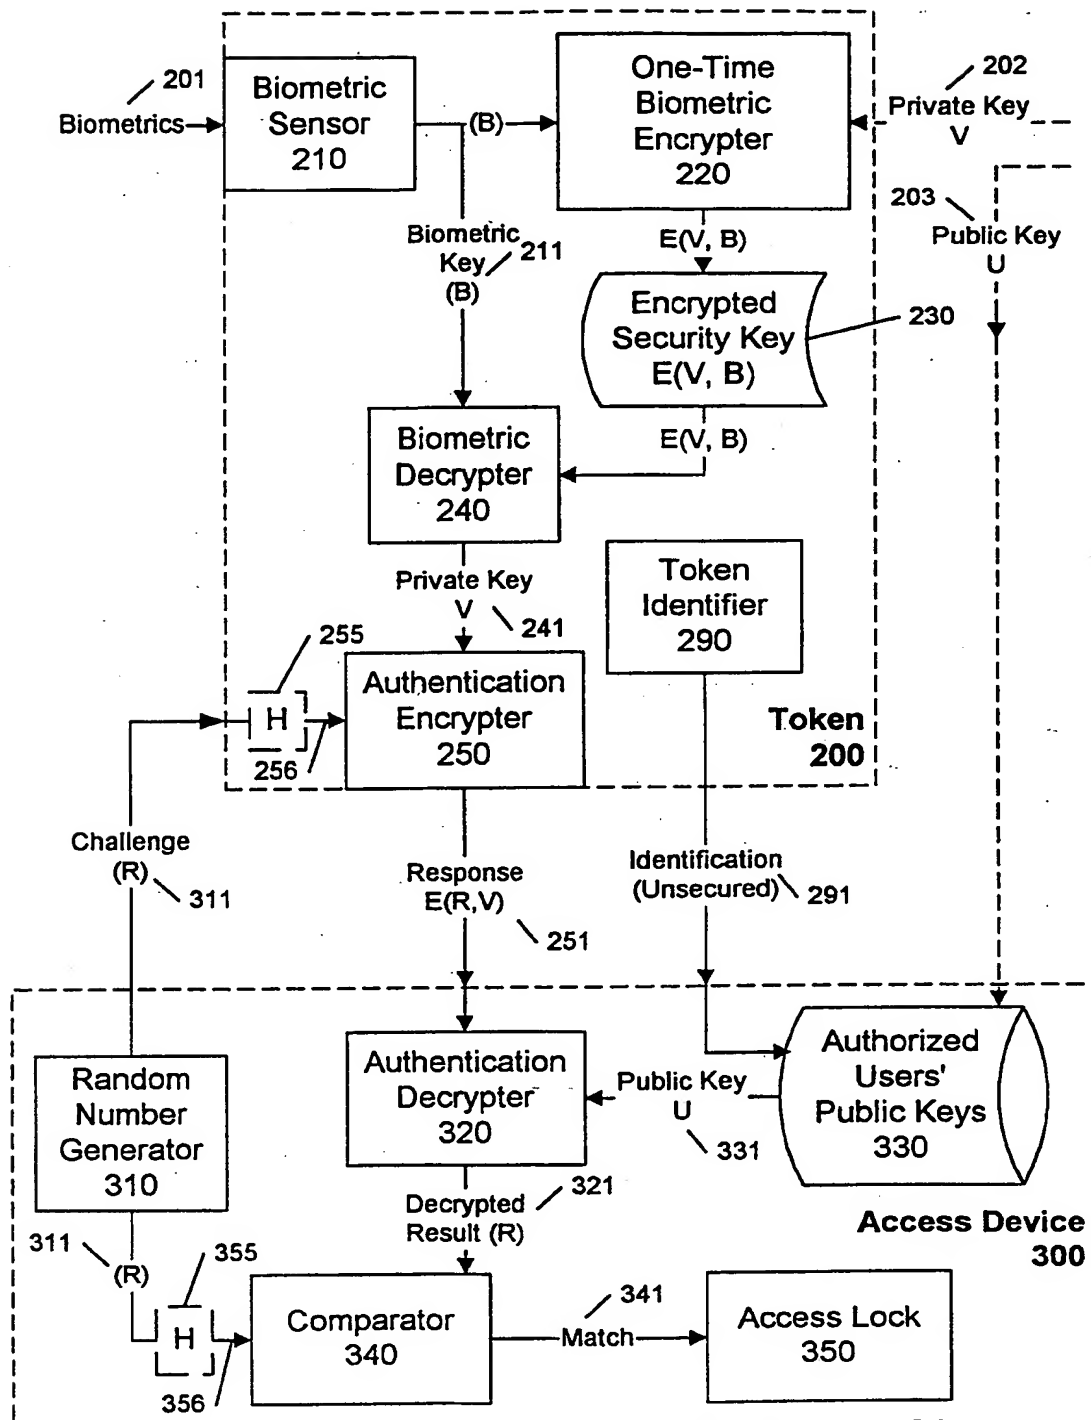 201
Biometrics
Biometric
Sensor
210
(B)
One-Time
Biometric
Encrypter
220
202
Private Key
V
203
Public Key
U
Biometric
Key
(B)
211
E(V, B)
Encrypted
Security Key
E(V, B)
230
E(V, B)
Biometric
Decrypter
240
Private Key
V
241
Token
Identifier
290
255
H
256
Authentication
Encrypter
250
Token
200
Challenge
(R)
311
Response
E(R,V)
251
Identification
(Unsecured)
291
Random
Number
Generator
310
Authentication
Decrypter
320
Public Key
U
331
Authorized
Users'
Public Keys
330
Decrypted
Result (R)
321
Access Device
300
311
(R)
355
H
356
Comparator
340
341
Match
Access Lock
350